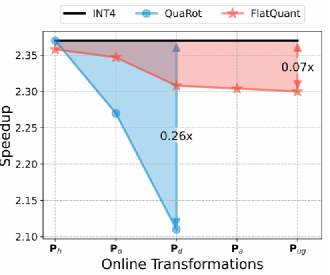 INT4 QuaRot FlatQuant
2.35
2.30
2.25
2.20
2.15
2.10
Speedup
0.07x
0.26x
P_h P_o P_d P_a P_ug
Online Transformations